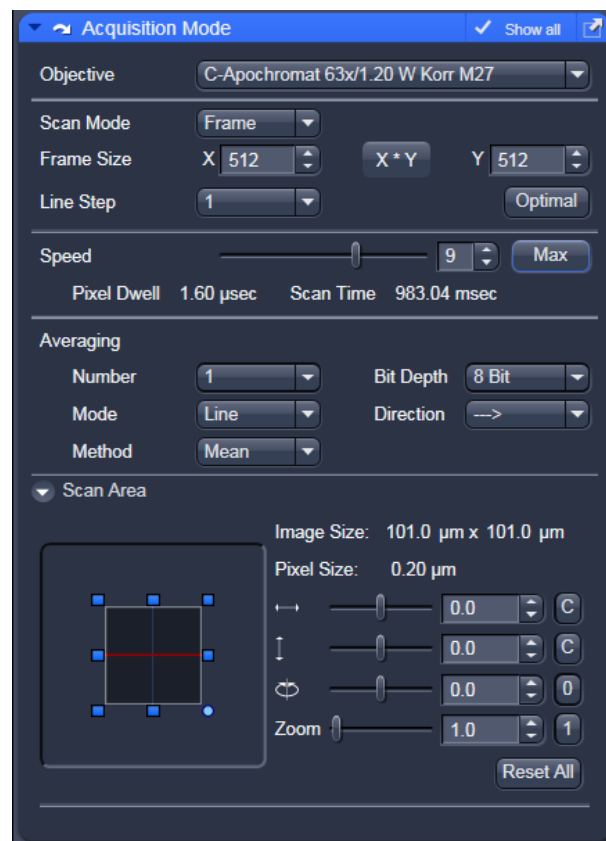 Acquisition Mode Show all
Objective C-Apochromat 63x/1.20 W Korr M27
Scan Mode Frame
Frame Size X 512 X * Y Y 512
Line Step 1 Optimal
Speed 9 Max
Pixel Dwell 1.60 µsec Scan Time 983.04 msec
Averaging
Number 1 Bit Depth 8 Bit
Mode Line Direction --->
Method Mean
Scan Area
Image Size: 101.0 µm x 101.0 µm
Pixel Size: 0.20 µm
0.0 C
0.0 C
0.0 0
Zoom 1.0 1
Reset All